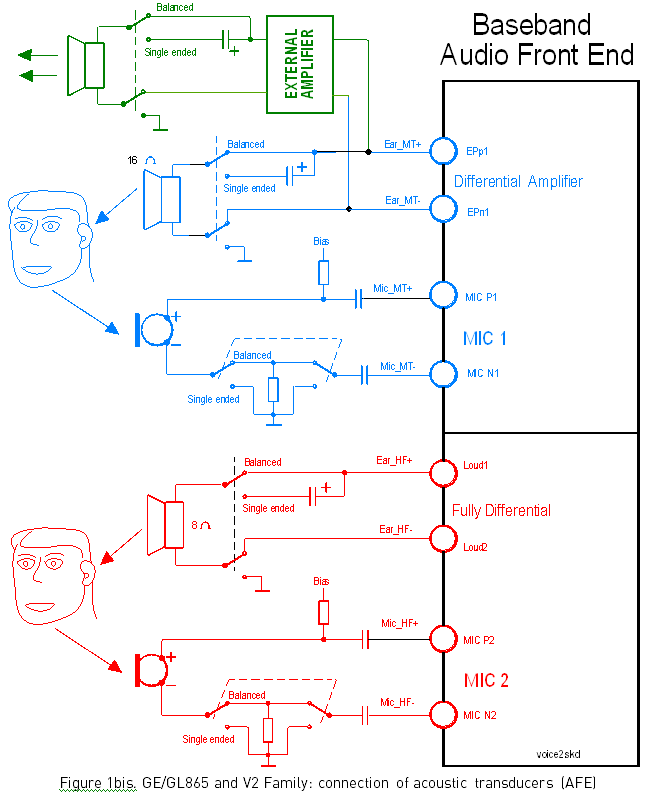 Baseband
Audio Front End
Balanced
Single ended
+
EXTERNAL
AMPLIFIER
16 ∩
Balanced
Ear_MT+
EPp1
+
Single ended
Differential Amplifier
Ear_MT-
EPn1
Bias
Mic_MT+
MIC P1
+
-
MIC 1
Balanced
Mic_MT-
MIC N1
Single ended
Balanced
Ear_HF+
Loud1
+
Single ended
Fully Differential
8 ∩
Ear_HF-
Loud2
Bias
Mic_HF+
MIC P2
+
-
MIC 2
Balanced
Mic_HF-
MIC N2
Single ended
voice2skd
Figure 1bis. GE/GL865 and V2 Family: connection of acoustic transducers (AFE)